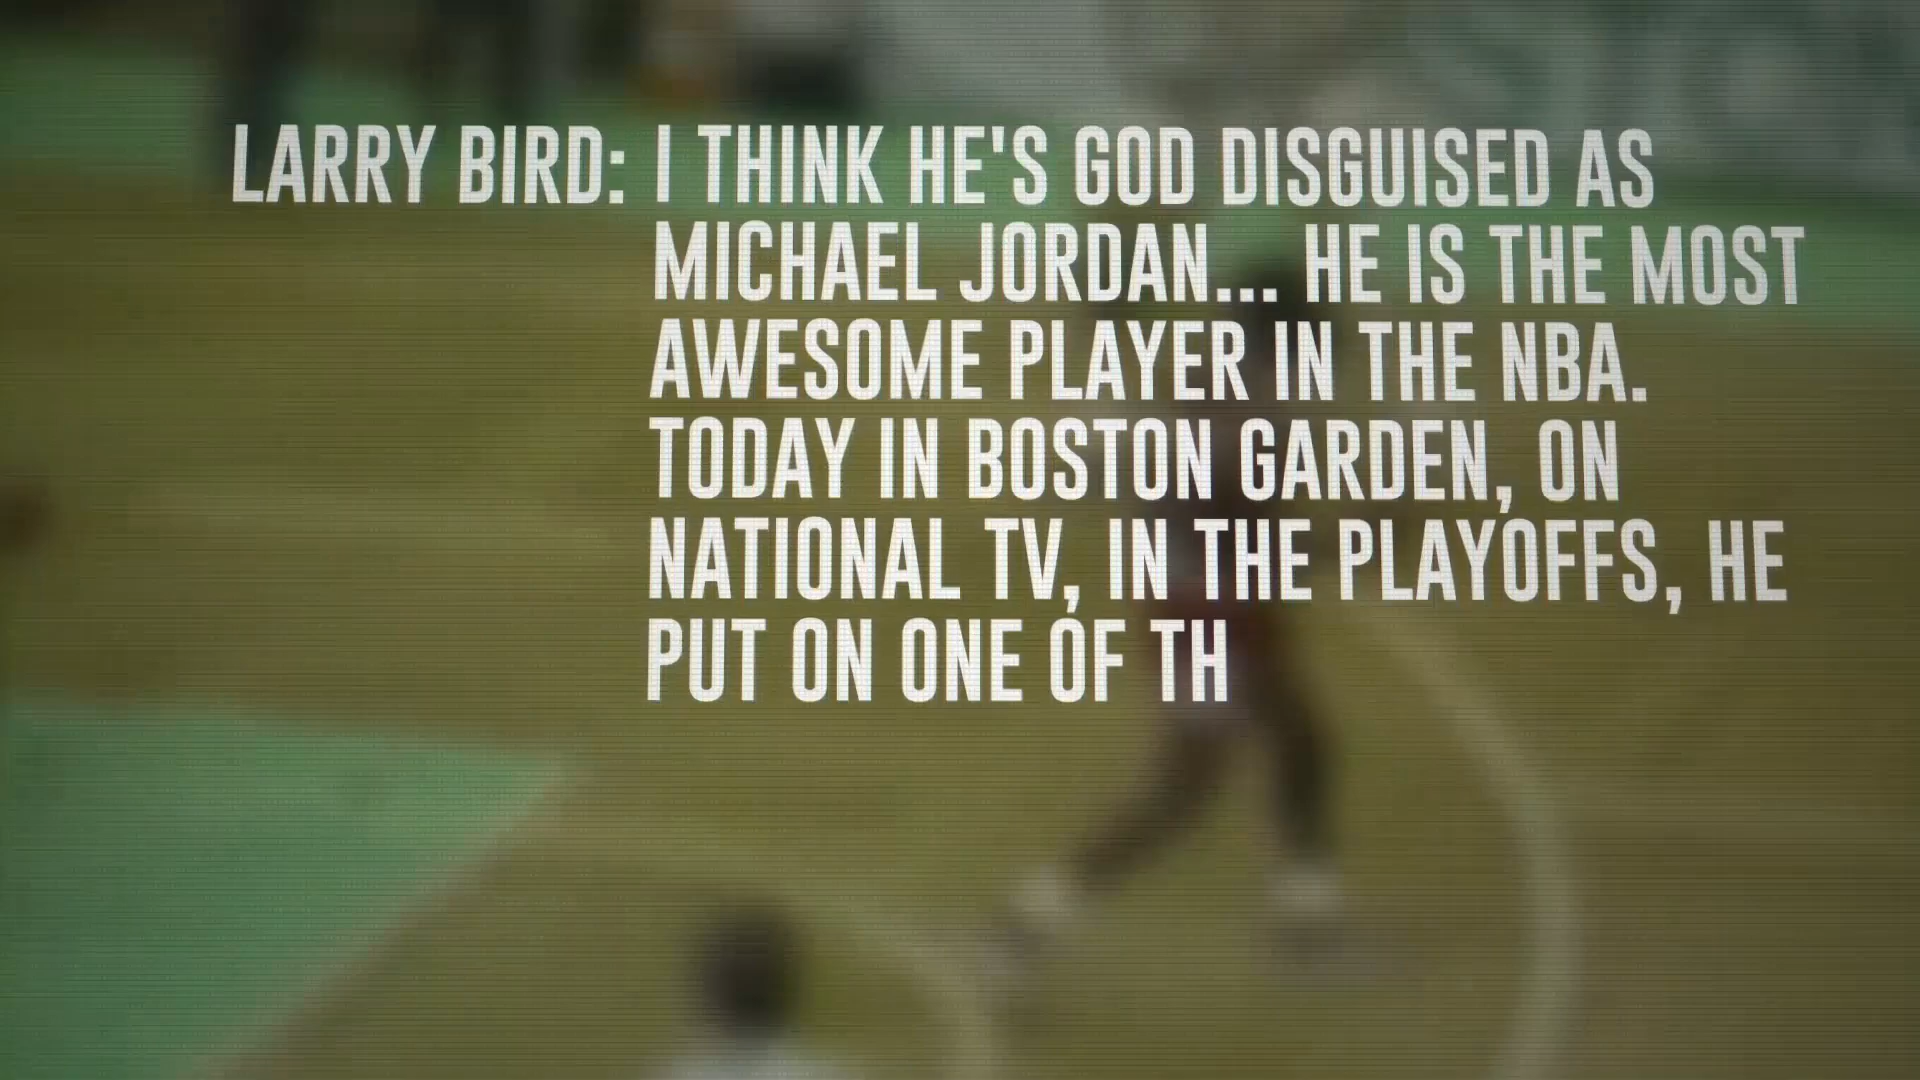 LARRY BIRD: I THINK HE'S GOD DISGUISED AS
MICHAEL JORDAN... HE IS THE MOST
AWESOME PLAYER IN THE NBA.
TODAY IN BOSTON GARDEN, ON
NATIONAL TV, IN THE PLAYOFFS, HE
PUT ON ONE OF TH